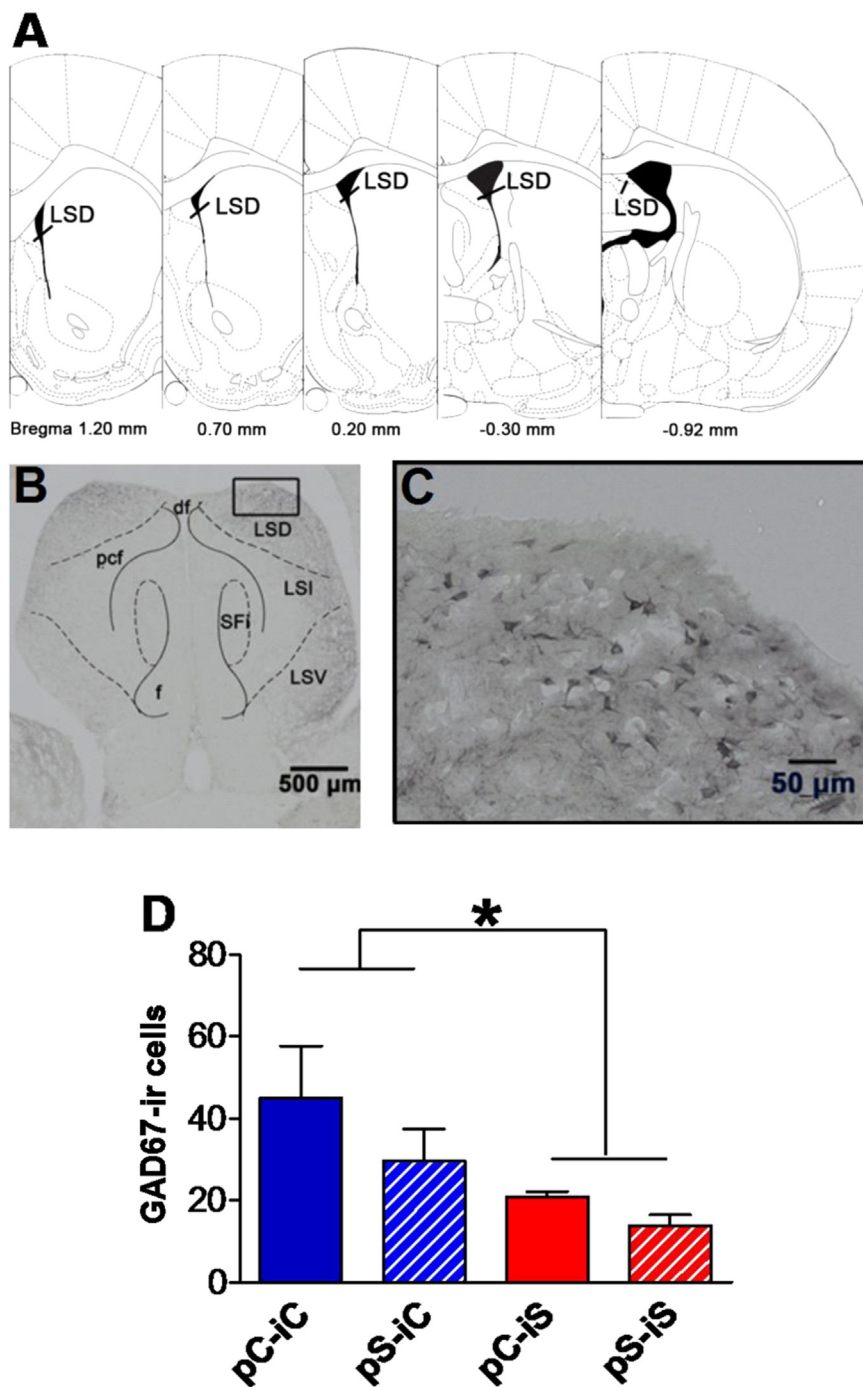 A
LSD
LSD
LSD
LSD
LSD
Bregma 1.20 mm
0.70 mm
0.20 mm
-0.30 mm
-0.92 mm
B
df
LSD
pcf
LSI
SFi
LSV
f
500 µm
C
50 µm
D
*
80
60
40
20
0
GAD67-ir cells
pC-iC
pS-iC
pC-iS
pS-iS